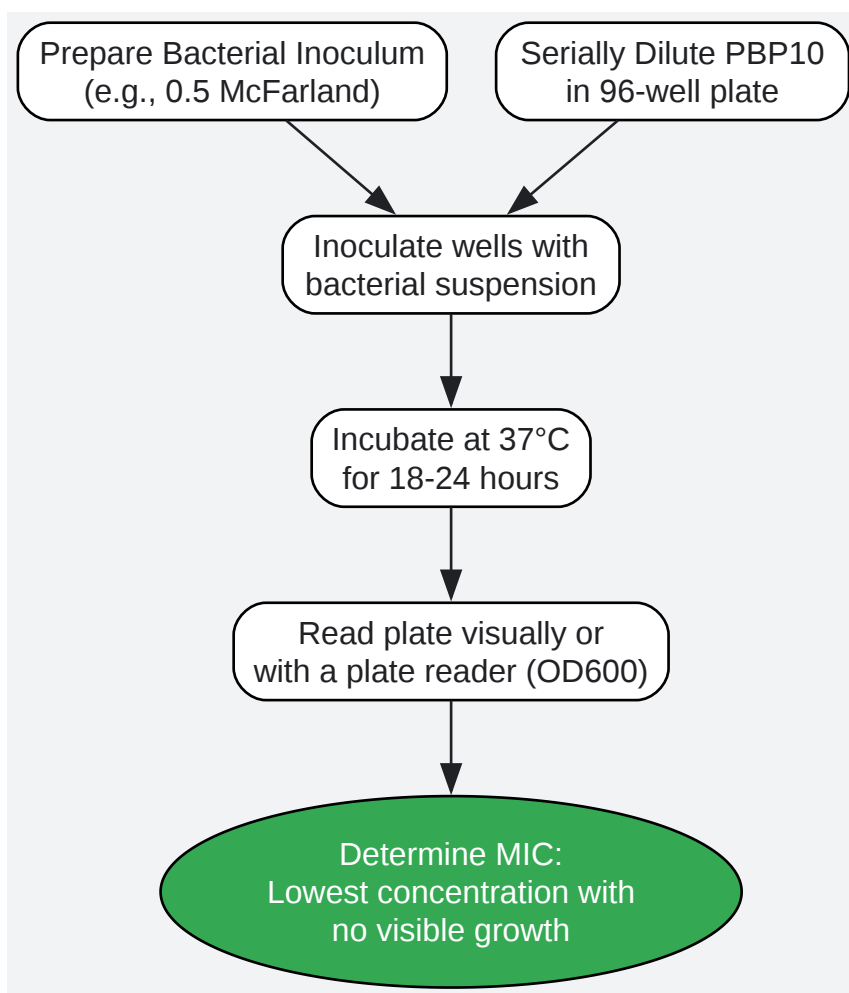 Prepare Bacterial Inoculum
(e.g., 0.5 McFarland)
Serially Dilute PBP10
in 96-well plate
Inoculate wells with
bacterial suspension
Incubate at 37°C
for 18-24 hours
Read plate visually or
with a plate reader (OD600)
Determine MIC:
Lowest concentration with
no visible growth